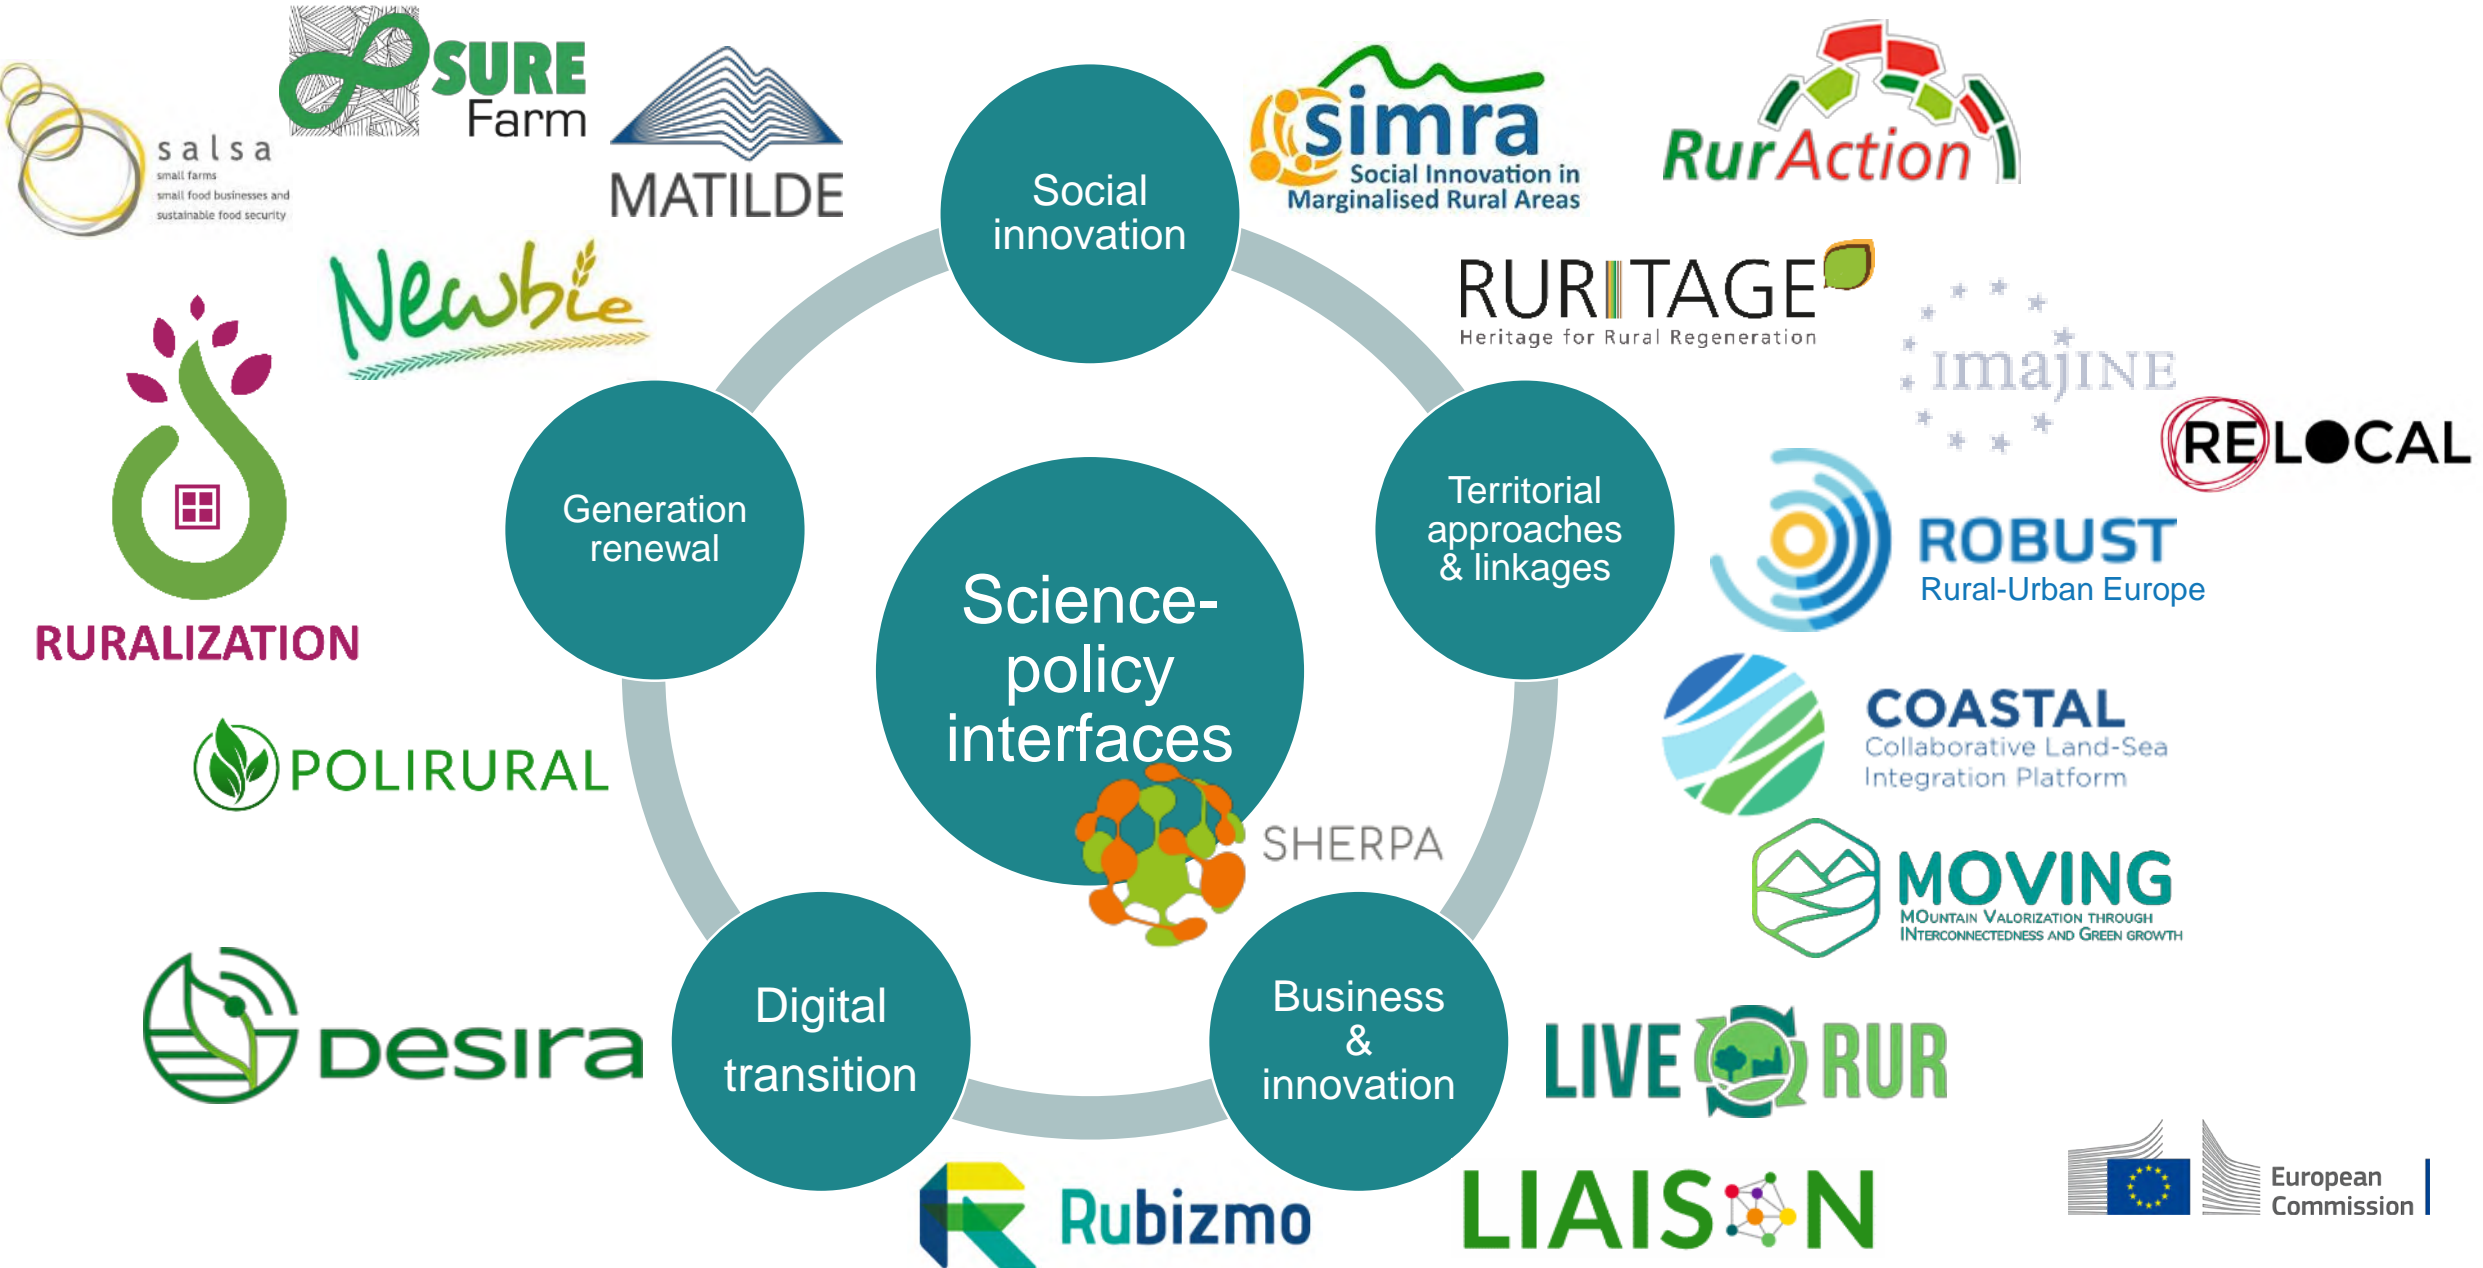 salsa
small farms
small food businesses and
sustainable food security
SURE
Farm
MATILDE
Newbie
RURALIZATION
POLIRURAL
Desira
Social
innovation
Generation
renewal
Territorial
approaches
& linkages
Science-
policy
interfaces
SHERPA
Digital
transition
Business
&
innovation
simra
Social Innovation in
Marginalised Rural Areas
RurAction
RURITAGE
Heritage for Rural Regeneration
imajine
RELOCAL
ROBUST
Rural-Urban Europe
COASTAL
Collaborative Land-Sea
Integration Platform
MOVING
MOuntain Valorization through
INterconnectedness and Green growth
LIVE RUR
Rubizmo
LIAISON
European
Commission